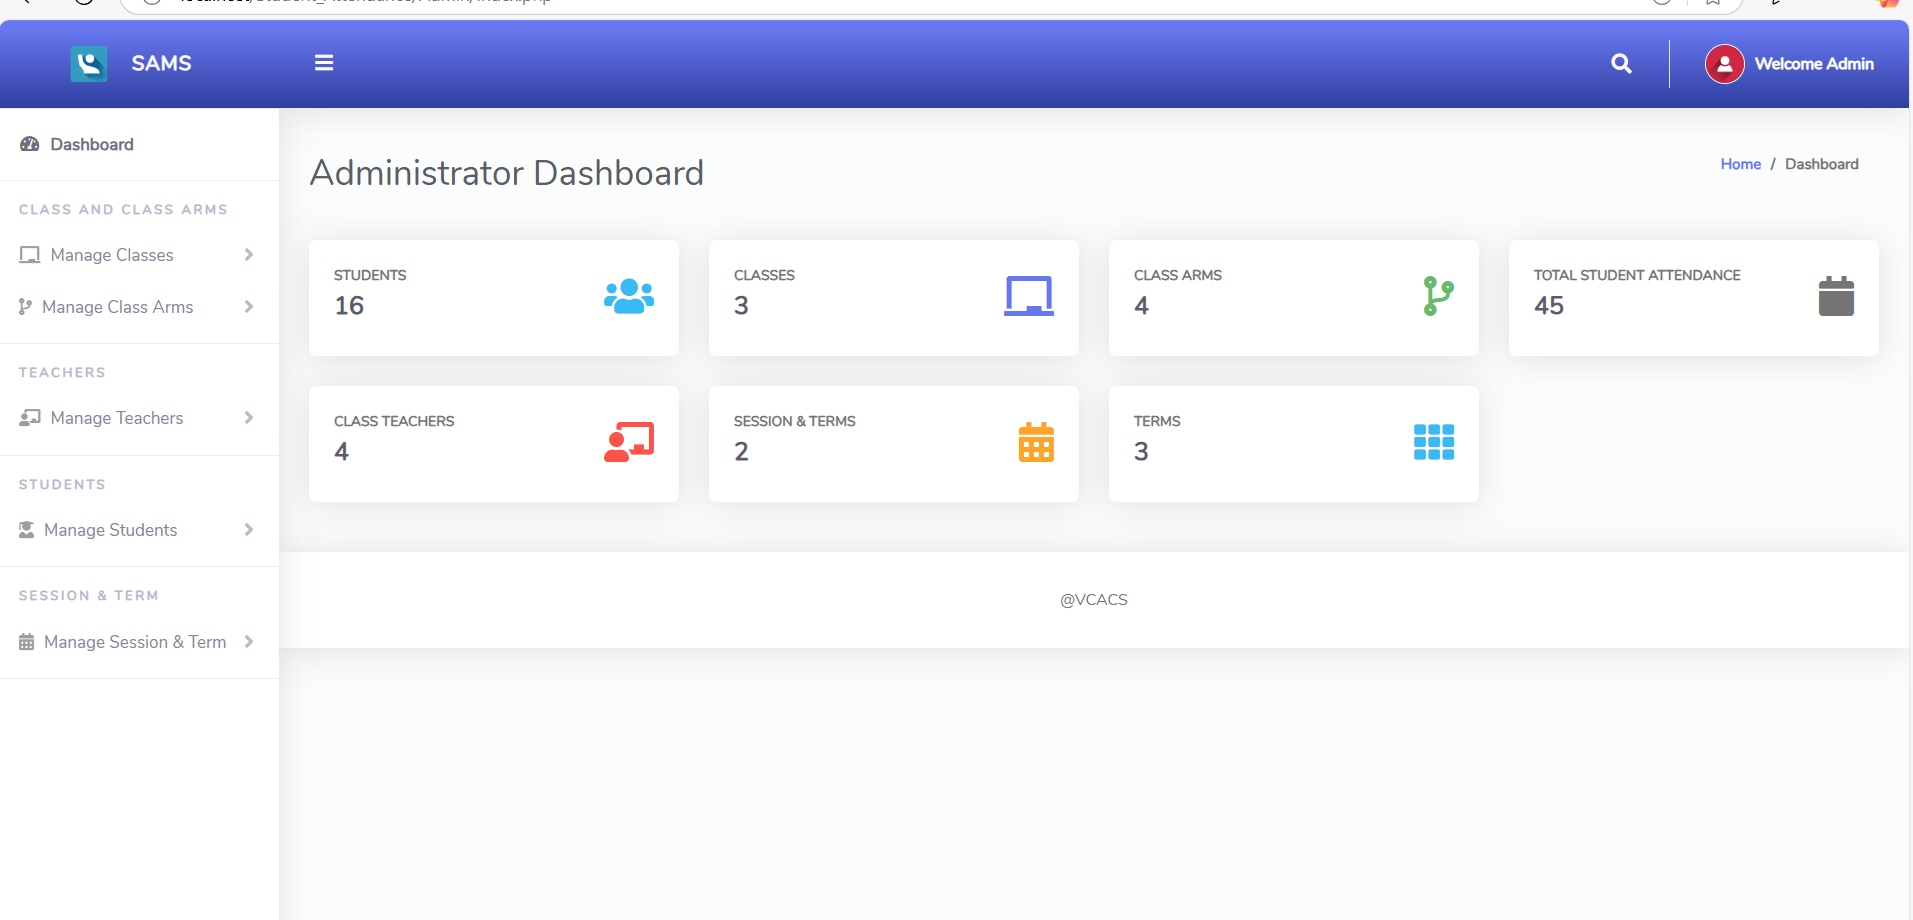 SAMS
Welcome Admin
Dashboard
CLASS AND CLASS ARMS
Manage Classes
Manage Class Arms
TEACHERS
Manage Teachers
STUDENTS
Manage Students
SESSION & TERM
Manage Session & Term
Administrator Dashboard
Home / Dashboard
STUDENTS
16
CLASSES
3
CLASS ARMS
4
TOTAL STUDENT ATTENDANCE
45
CLASS TEACHERS
4
SESSION & TERMS
2
TERMS
3
@VCACS